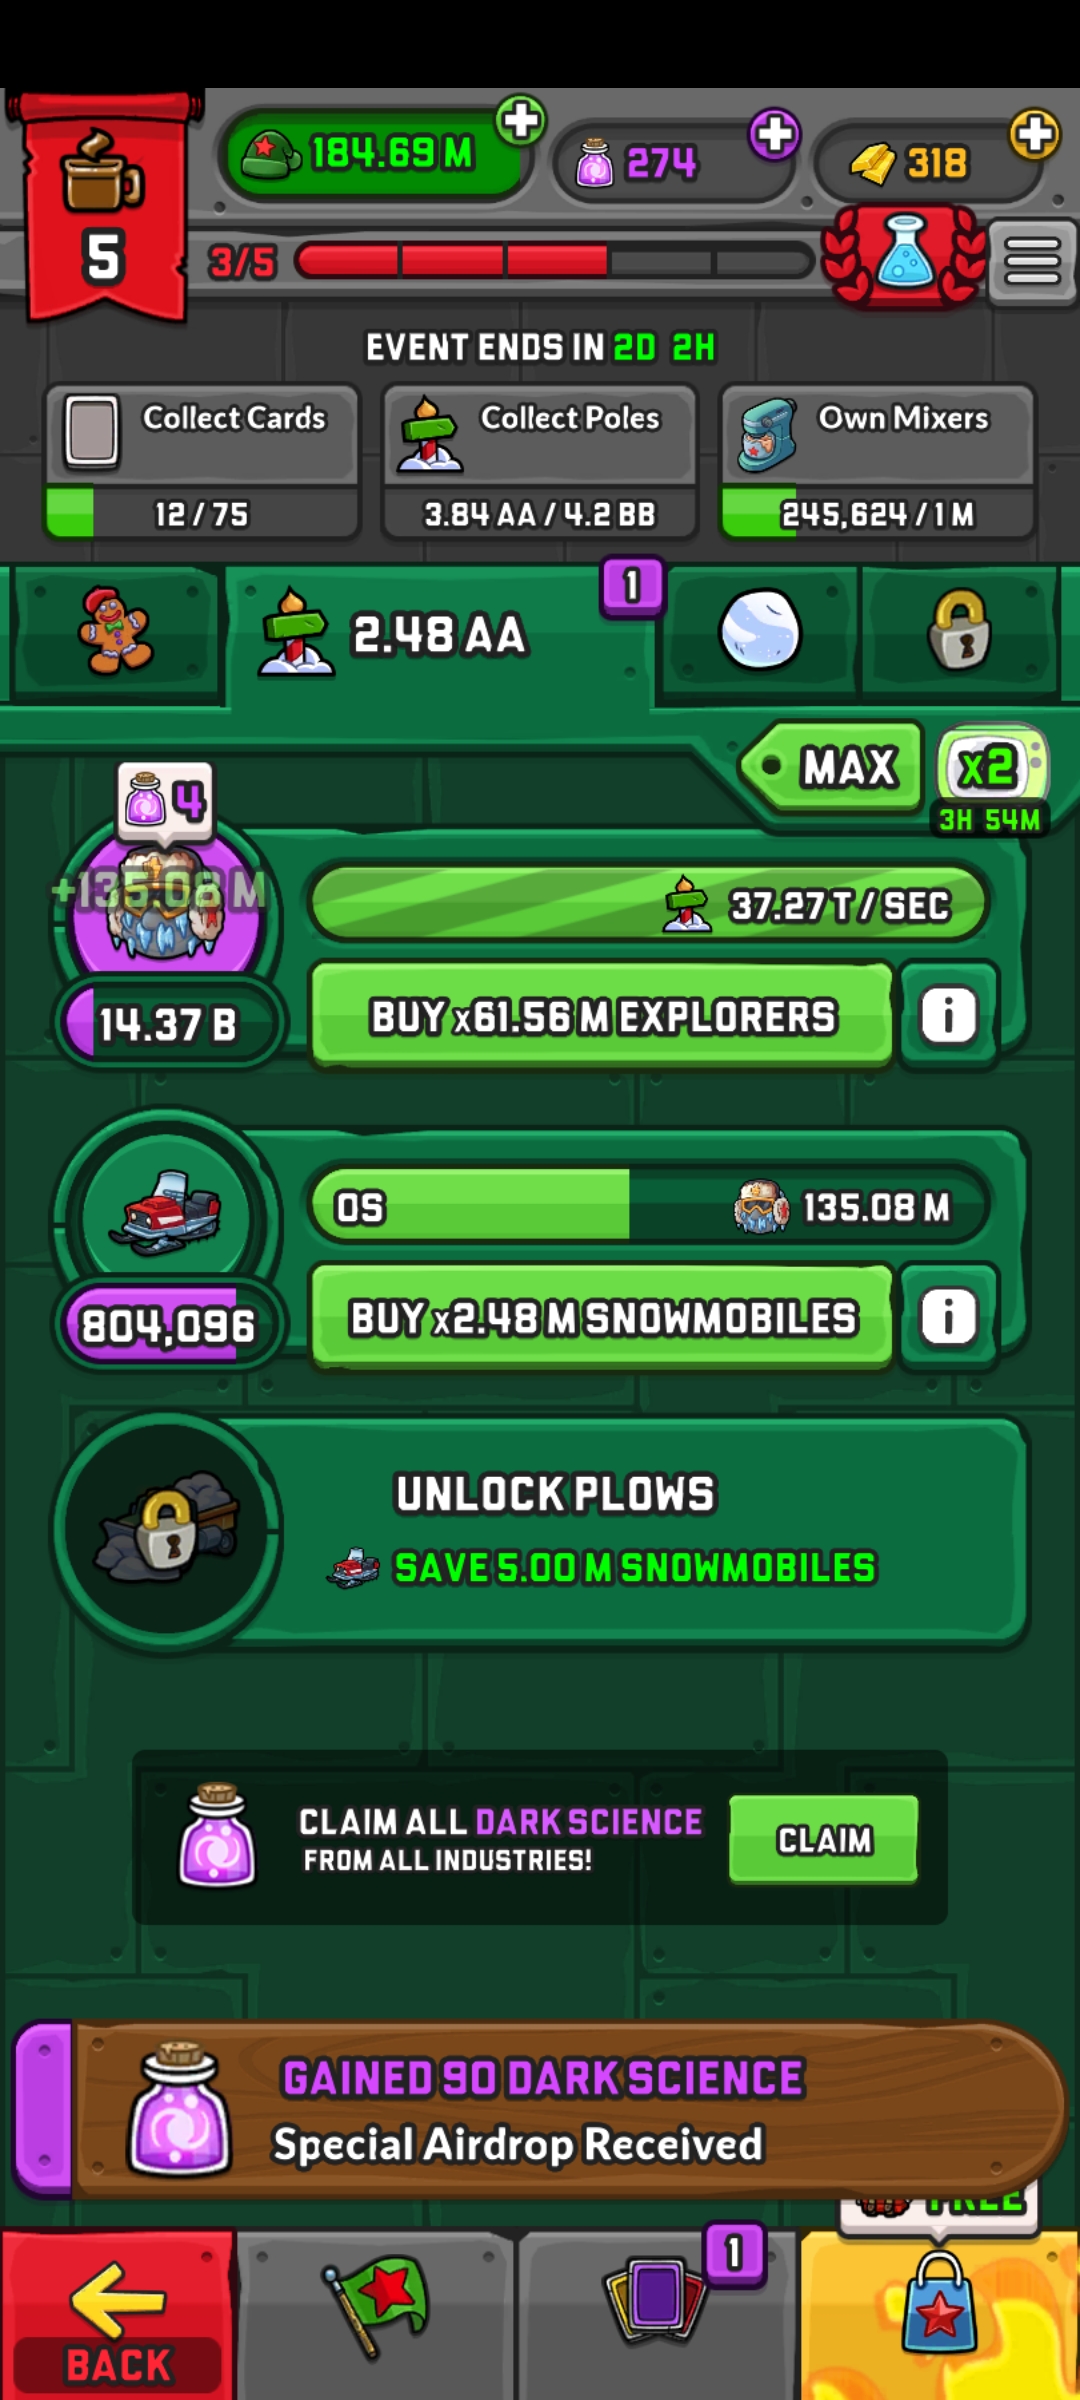 184.69 M
274
318
5
3/5
EVENT ENDS IN 2D 2H
Collect Cards
12 / 75
Collect Poles
3.84 AA / 4.2 BB
Own Mixers
245,624 / 1 M
2.48 AA
1
MAX
x2
3H 54M
4
+135.08 M
37.27 T / SEC
14.37 B
BUY x61.56 M EXPLORERS
i
0S
135.08 M
804,096
BUY x2.48 M SNOWMOBILES
i
UNLOCK PLOWS
SAVE 5.00 M SNOWMOBILES
CLAIM ALL DARK SCIENCE
FROM ALL INDUSTRIES!
CLAIM
GAINED 90 DARK SCIENCE
Special Airdrop Received
FREE
1
BACK